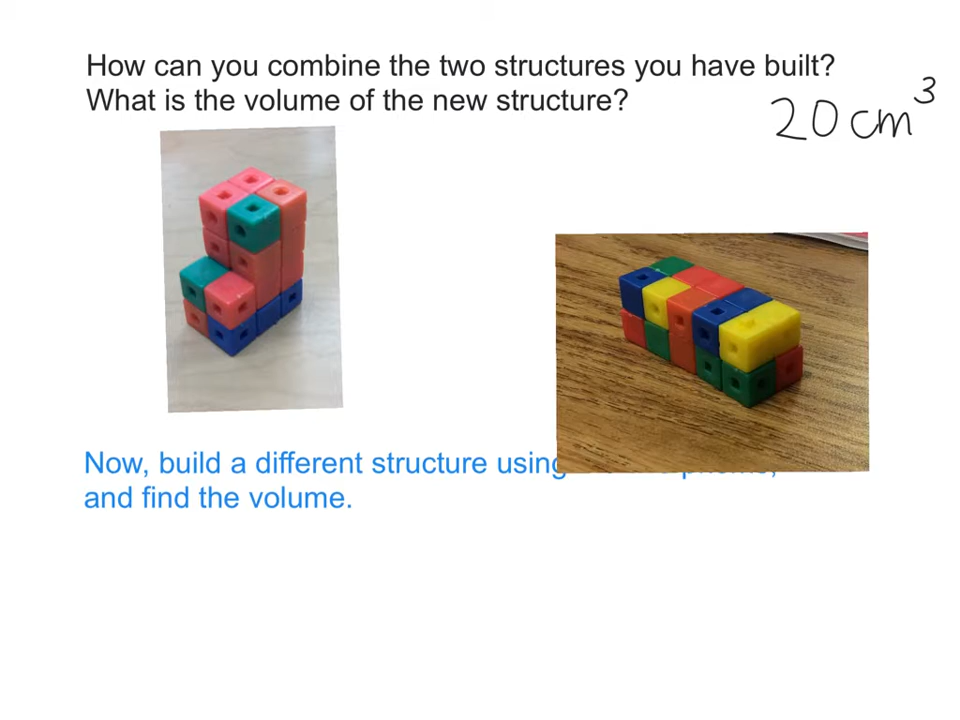 How can you combine the two structures you have built?
What is the volume of the new structure?
20 cm³
Now, build a different structure using
and find the volume.